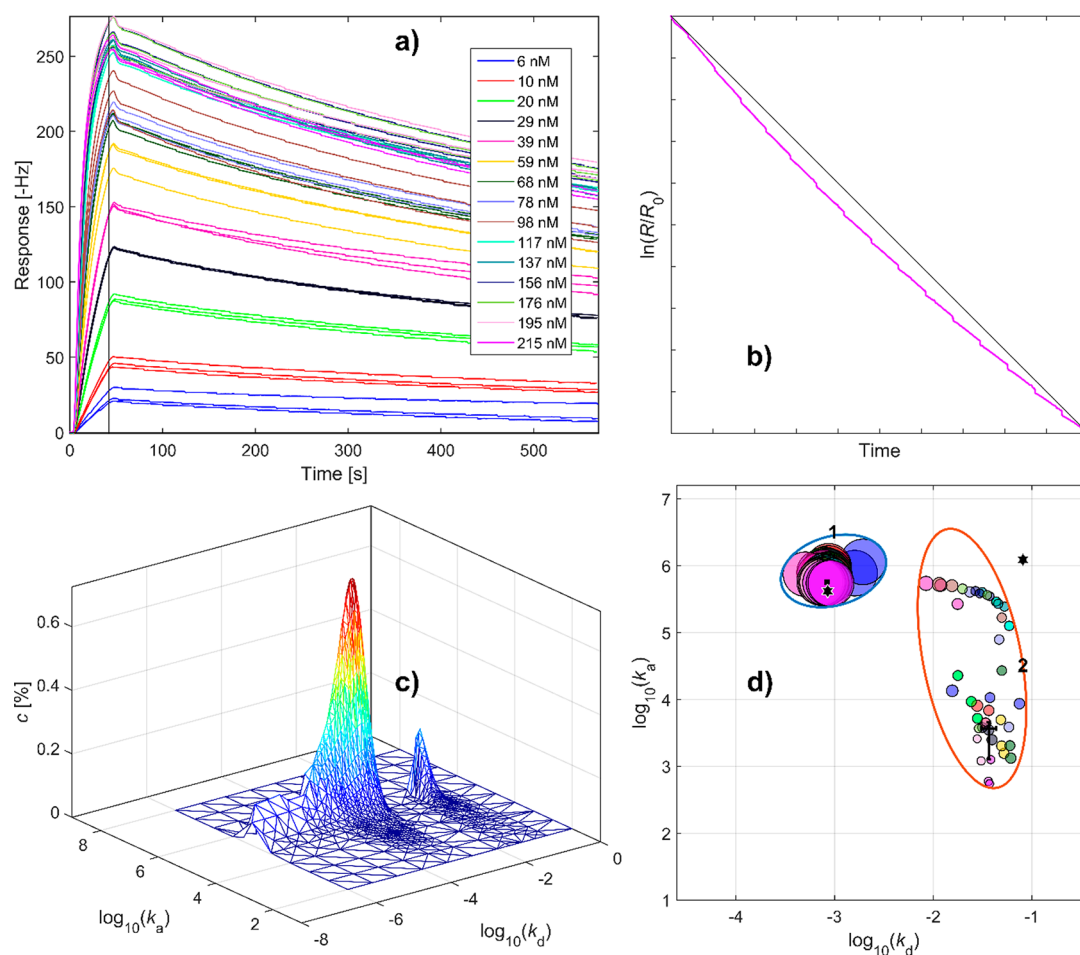 a)
Response [-Hz]
250
200
150
100
50
0
0 100 200 300 400 500
Time [s]
6 nM
10 nM
20 nM
29 nM
39 nM
59 nM
68 nM
78 nM
98 nM
117 nM
137 nM
156 nM
176 nM
195 nM
215 nM
b)
ln(R/R0)
Time
c)
c [%]
0.6
0.4
0.2
0
8
6
4
2
log10(ka)
-8
-6
-4
-2
0
log10(kd)
d)
log10(ka)
7
6
5
4
3
2
1
1
2
-4 -3 -2 -1 0
log10(kd)